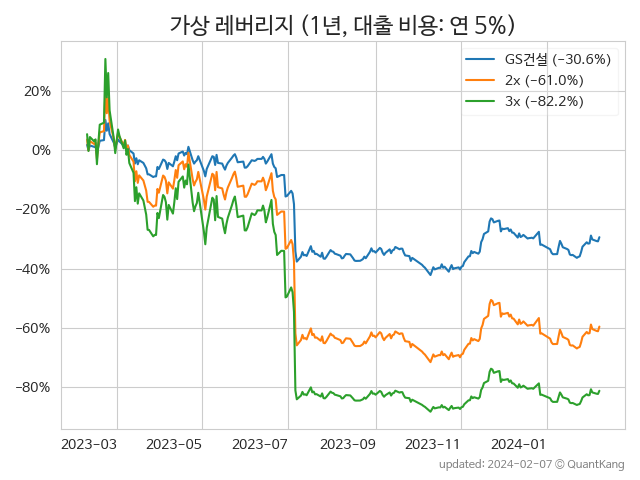 가상 레버리지 (1년, 대출 비용: 연 5%)
GS건설 (−30.6%)
2x (−61.0%)
3x (−82.2%)
20%
0%
−20%
−40%
−60%
−80%
2023-03 2023-05 2023-07 2023-09 2023-11 2024-01
updated: 2024-02-07 © QuantKang